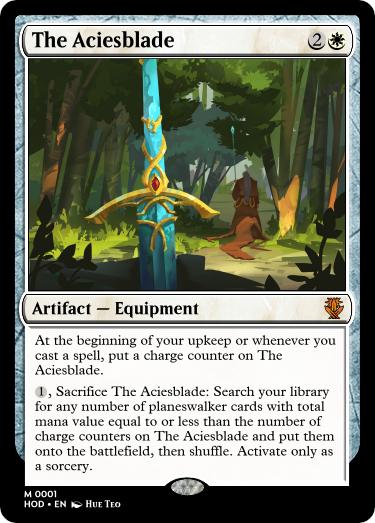 The Aciesblade 2
Artifact — Equipment
At the beginning of your upkeep or whenever you
cast a spell, put a charge counter on The
Aciesblade.
1, Sacrifice The Aciesblade: Search your library
for any number of planeswalker cards with total
mana value equal to or less than the number of
charge counters on The Aciesblade and put them
onto the battlefield, then shuffle. Activate only as
a sorcery.
M 0001
HOD • EN Hue Teo